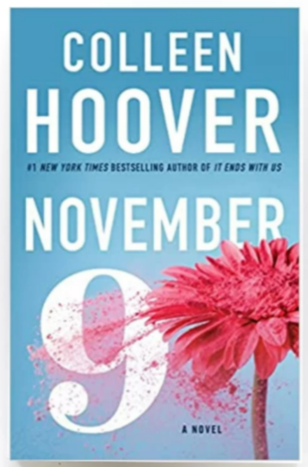 COLLEEN
HOOVER
#1 NEW YORK TIMES BESTSELLING AUTHOR OF IT ENDS WITH US
NOVEMBER
9
A NOVEL